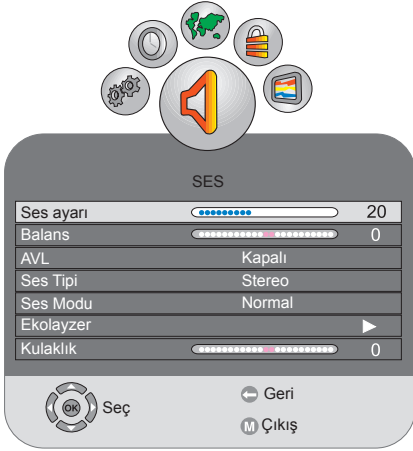 SES
Ses ayarı 20
Balans 0
AVL Kapalı
Ses Tipi Stereo
Ses Modu Normal
Ekolayzer
Kulaklık 0
OK Seç
Geri
M Çıkış